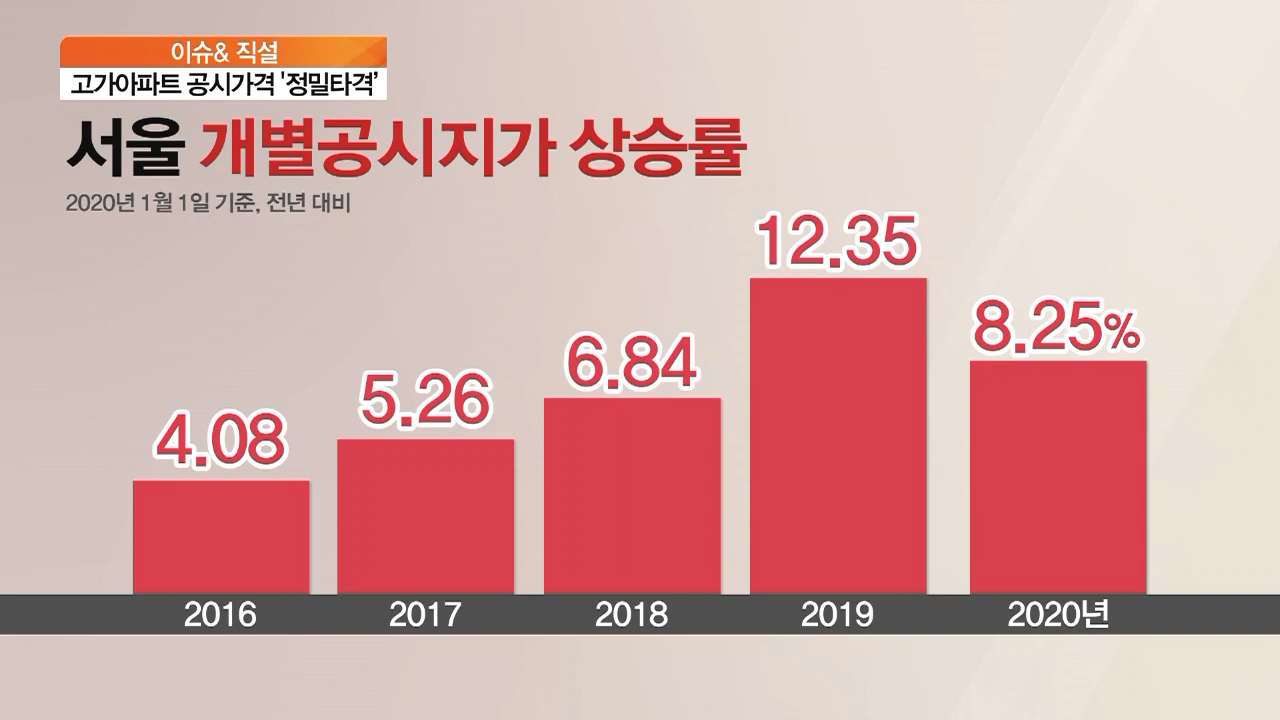 이슈& 직설
고가아파트 공시가격 '정밀타격'
서울 개별공시지가 상승률
2020년 1월 1일 기준, 전년 대비
4.08
5.26
6.84
12.35
8.25%
2016
2017
2018
2019
2020년